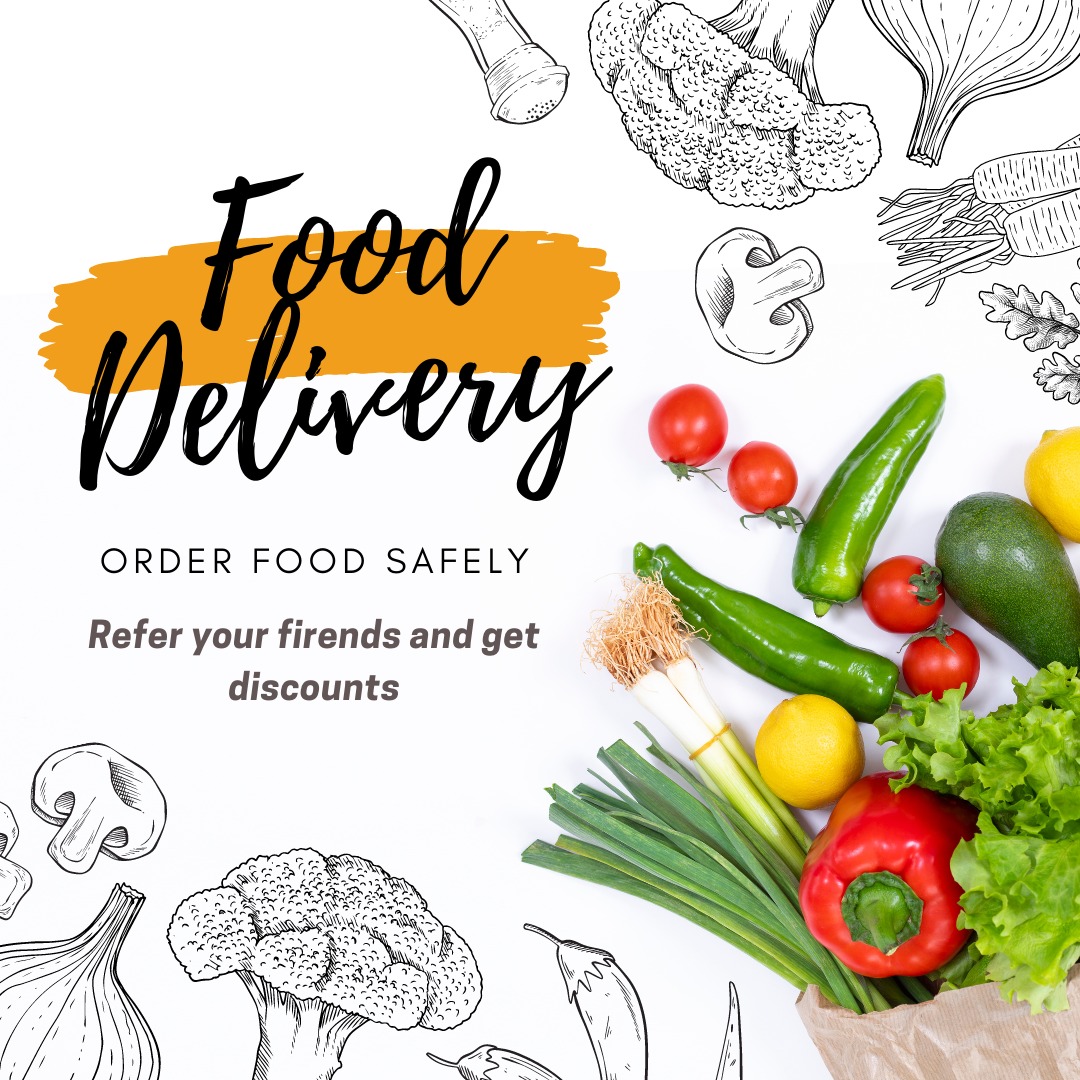 Food
Delivery
ORDER FOOD SAFELY
Refer your firends and get
discounts